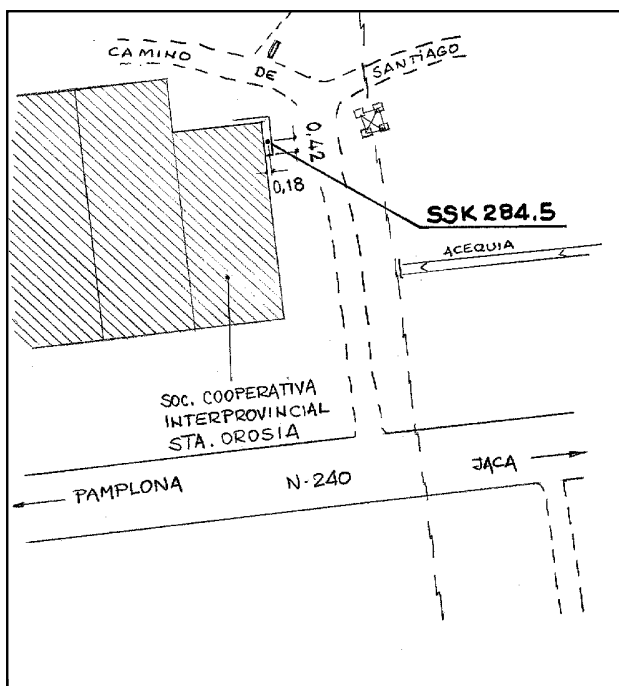 CAMINO
DE
SANTIAGO
0,42
0,18
SSK 284.5
ACEQUIA
SOC. COOPERATIVA
INTERPROVINCIAL
STA. OROSIA
PAMPLONA
N-240
JACA